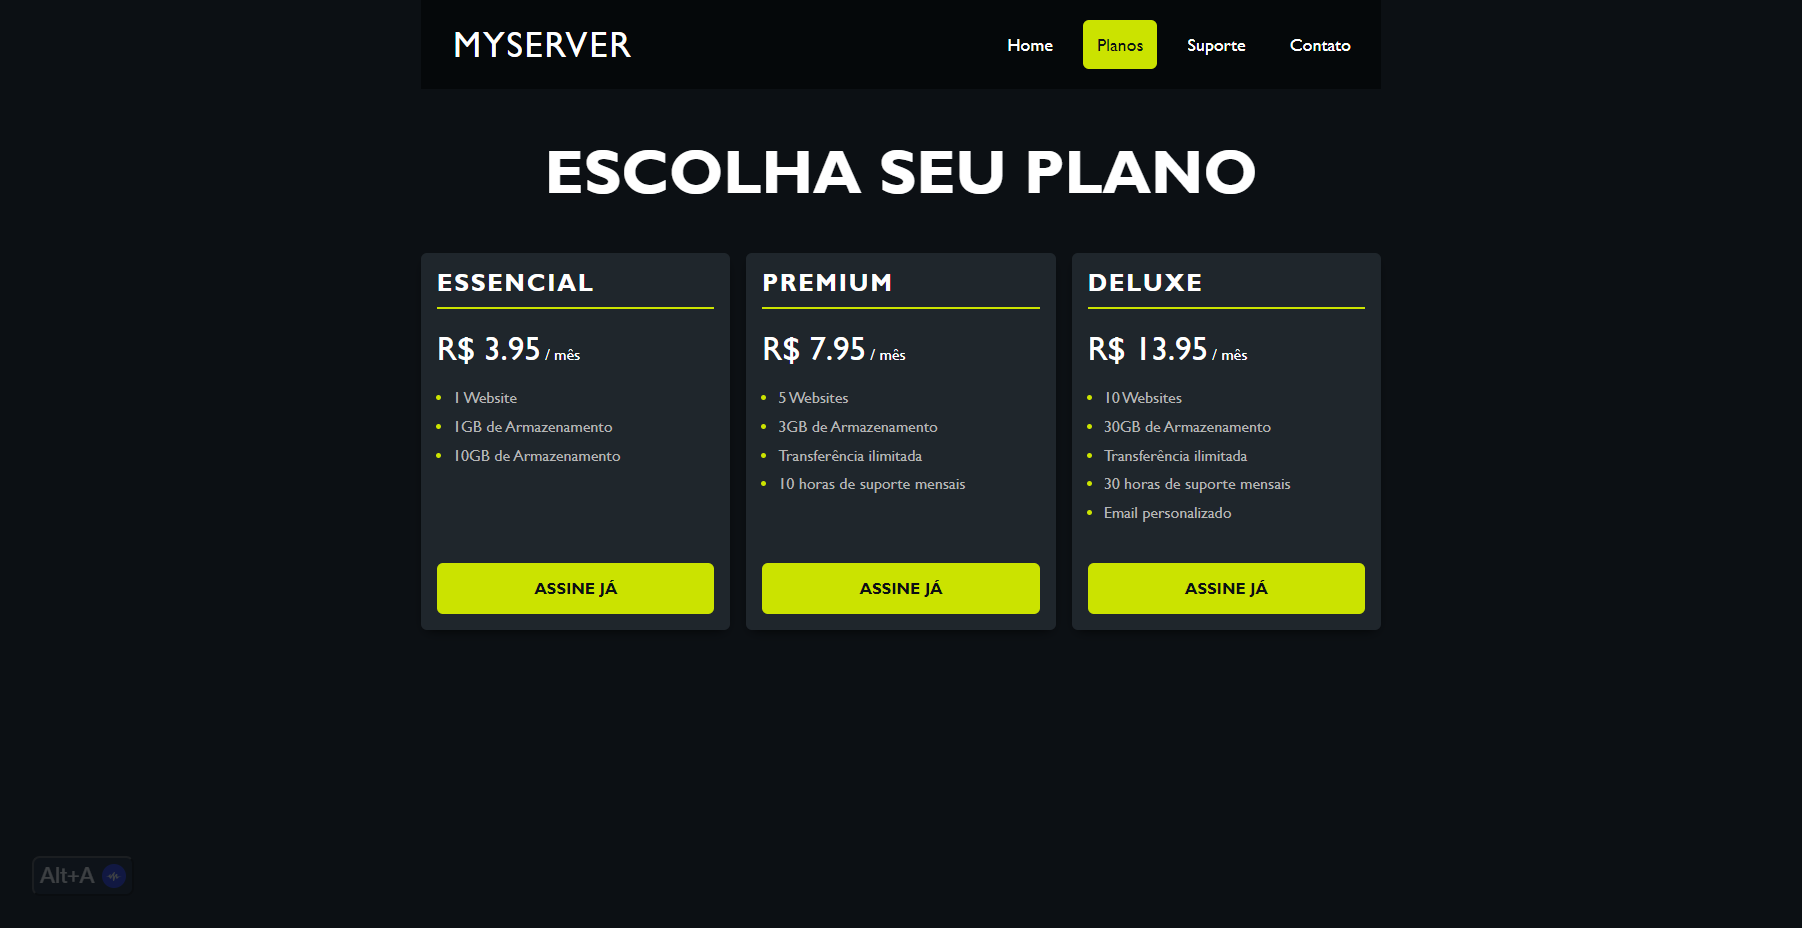 MYSERVER
Home Planos Suporte Contato
ESCOLHA SEU PLANO
ESSENCIAL
R$ 3.95 / mês
1 Website
1GB de Armazenamento
10GB de Armazenamento
ASSINE JÁ
PREMIUM
R$ 7.95 / mês
5 Websites
3GB de Armazenamento
Transferência ilimitada
10 horas de suporte mensais
ASSINE JÁ
DELUXE
R$ 13.95 / mês
10 Websites
30GB de Armazenamento
Transferência ilimitada
30 horas de suporte mensais
Email personalizado
ASSINE JÁ
Alt+A